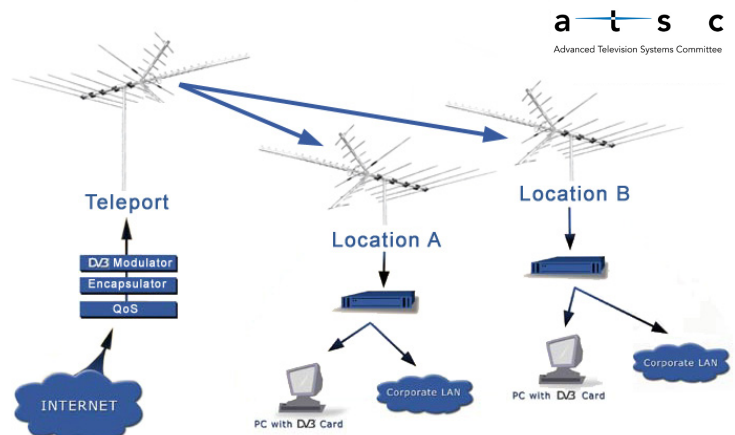 atsc
Advanced Television Systems Committee
Teleport
DVB Modulator
Encapsulator
QoS
INTERNET
Location A
PC with DVB Card
Corporate LAN
Location B
PC with DVB Card
Corporate LAN